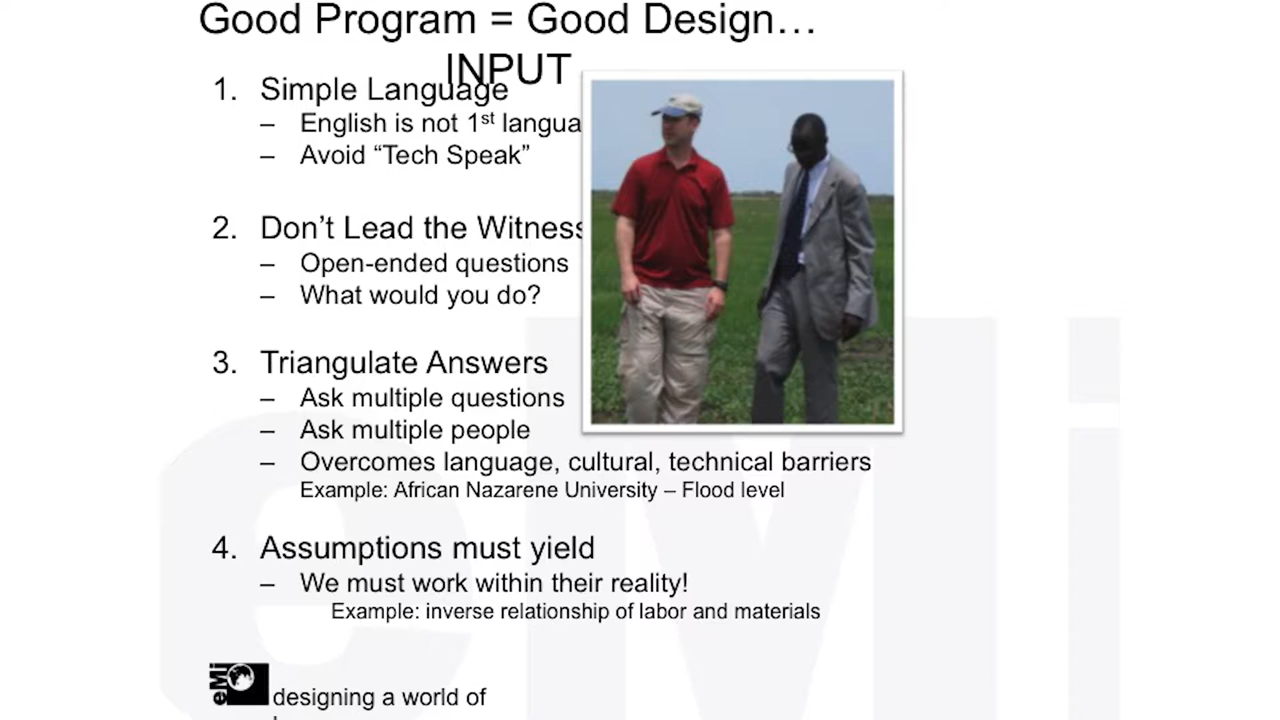 Good Program = Good Design…
INPUT
1. Simple Language
– English is not 1st langua
– Avoid “Tech Speak”
2. Don’t Lead the Witness
– Open-ended questions
– What would you do?
3. Triangulate Answers
– Ask multiple questions
– Ask multiple people
– Overcomes language, cultural, technical barriers
Example: African Nazarene University – Flood level
4. Assumptions must yield
– We must work within their reality!
Example: inverse relationship of labor and materials
eMi
designing a world of
eMi